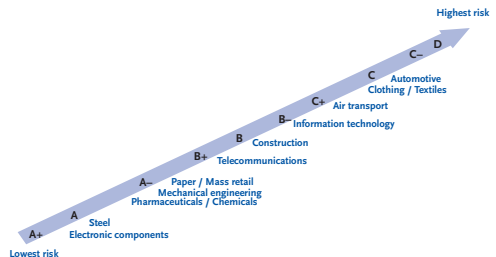 Highest risk
D
C–
C
Automotive
Clothing / Textiles
C+
Air transport
B–
Information technology
B
Construction
B+
Telecommunications
A–
Paper / Mass retail
Mechanical engineering
Pharmaceuticals / Chemicals
A
Steel
Electronic components
A+
Lowest risk